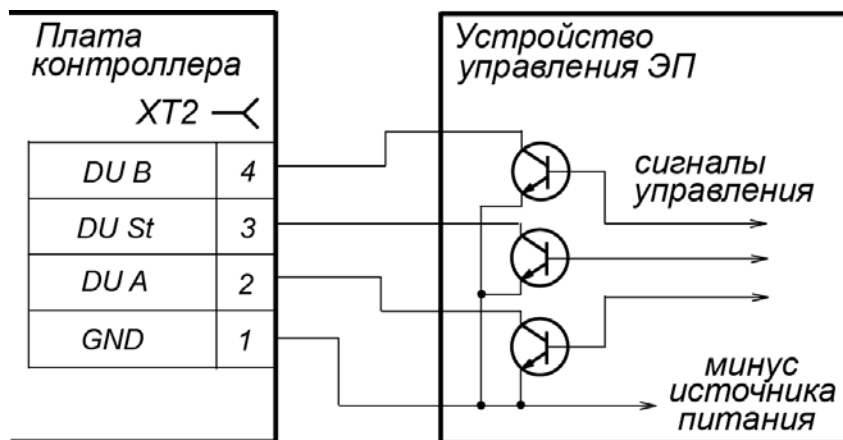 Плата
контроллера
XT2
DU B 4
DU St 3
DU A 2
GND 1
Устройство
управления ЭП
сигналы
управления
минус
источника
питания